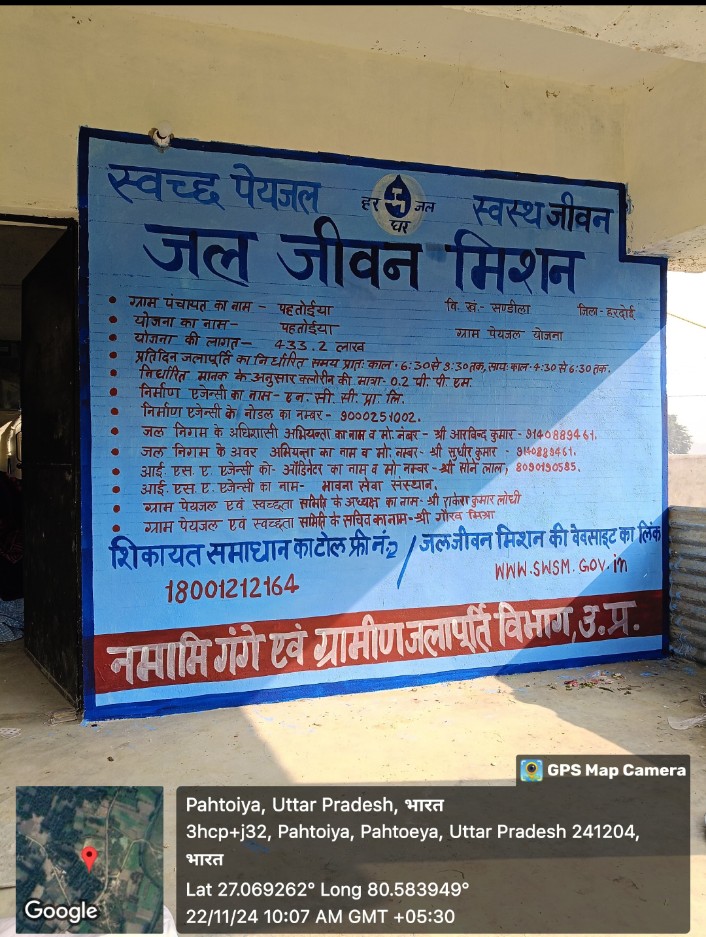 स्वच्छ पेयजल
हर जल
घर
स्वस्थ जीवन
जल जीवन मिशन
• ग्राम पंचायत का नाम - पहतोईया वि. खं.- सण्डीला जिला - हरदोई
• योजना का नाम- पहतोईया ग्राम पेयजल योजना
• योजना की लागत- 433.2 लाख
• प्रतिदिन जलापूर्ति का निर्धारित समय प्रातः काल - 6:30 से 8:30 तक, सायं काल - 4:30 से 6:30 तक.
• निर्धारित मानक के अनुसार क्लोरीन की मात्रा- 0.2 पी. पी. एम.
• निर्माण एजेन्सी का नाम - एन. सी. सी. प्रा. लि.
• निर्माण एजेन्सी के नोडल का नम्बर - 9000251002.
• जल निगम के अधिशासी अभियन्ता का नाम व मो. नंबर - श्री अरविन्द कुमार - 9140889461.
• जल निगम के अवर अभियन्ता का नाम व मो. नम्बर - श्री सुधीर कुमार - 9140889461.
• आई. एस. ए. एजेन्सी को- ऑडिनेटर का नाम व मो नम्बर - श्री सोने लाल, 8090190585.
• आई. एस. ए. एजेन्सी का नाम- भावना सेवा संस्थान.
• ग्राम पेयजल एवं स्वच्छता समिति के अध्यक्ष का नाम - श्री राकेश कुमार लोधी
• ग्राम पेयजल एवं स्वच्छता समिति के सचिव का नाम - श्री गौरव मिश्रा
शिकायत समाधान का टोल फ्री नं.2 / जल जीवन मिशन की वेवसाइट का लिंक
18001212164 WWW.SWSM.GOV.in
नमामि गंगे एवं ग्रामीण जलापूर्ति विभाग, उ. प्र.
GPS Map Camera
Pahtoiya, Uttar Pradesh, भारत
3hcp+j32, Pahtoiya, Pahtoeya, Uttar Pradesh 241204,
भारत
Lat 27.069262° Long 80.583949°
22/11/24 10:07 AM GMT +05:30
Google